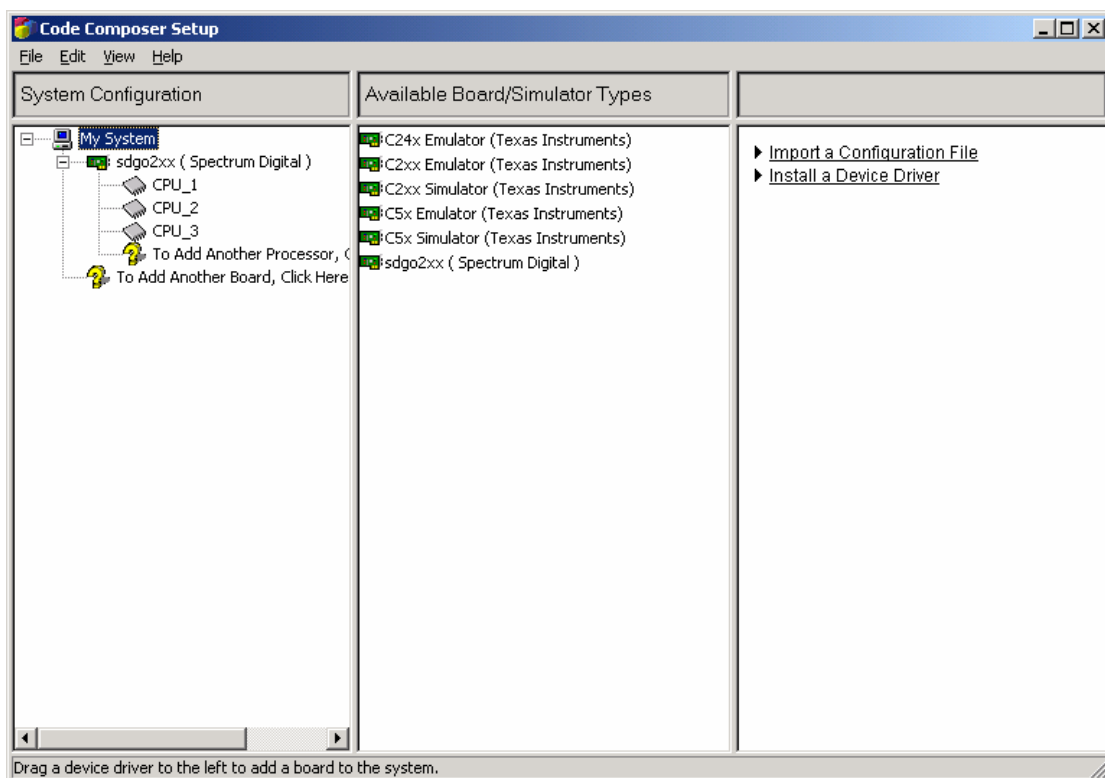 Code Composer Setup
File Edit View Help
System Configuration
Available Board/Simulator Types
My System
sdgo2xx ( Spectrum Digital )
CPU_1
CPU_2
CPU_3
To Add Another Processor,
To Add Another Board, Click Here
C24x Emulator (Texas Instruments)
C2xx Emulator (Texas Instruments)
C2xx Simulator (Texas Instruments)
C5x Emulator (Texas Instruments)
C5x Simulator (Texas Instruments)
sdgo2xx ( Spectrum Digital )
Import a Configuration File
Install a Device Driver
Drag a device driver to the left to add a board to the system.